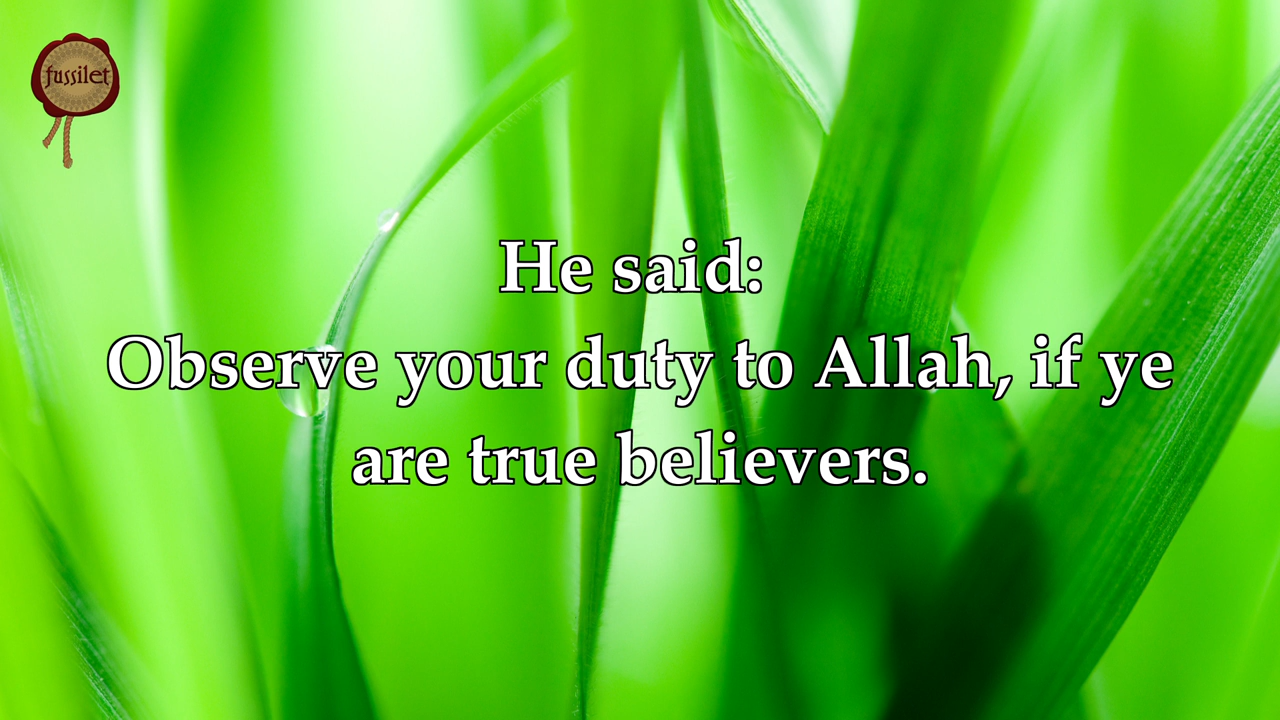 fussilet
He said:
Observe your duty to Allah, if ye
are true believers.